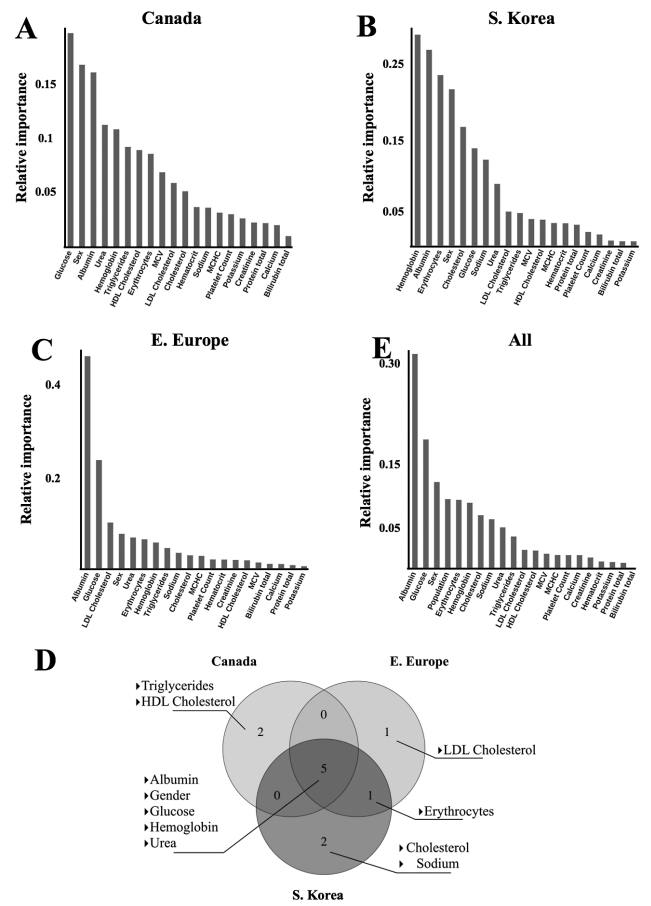 A
Canada
Relative importance
0.15
0.1
0.05
Glucose
Sex
Albumin
Urea
Hemoglobin
Triglycerides
HDL Cholesterol
Erythrocytes
MCV
LDL Cholesterol
Cholesterol
Hematocrit
Sodium
MCHC
Platelet Count
Potassium
Creatinine
Protein total
Calcium
Bilirubin total
B
S. Korea
Relative importance
0.25
0.15
0.05
Hemoglobin
Albumin
Erythrocytes
Sex
Cholesterol
Glucose
Sodium
Urea
LDL Cholesterol
Triglycerides
MCV
HDL Cholesterol
MCHC
Hematocrit
Protein total
Platelet Count
Calcium
Creatinine
Bilirubin total
Potassium
C
E. Europe
Relative importance
0.4
0.2
Albumin
Glucose
LDL Cholesterol
Sex
Urea
Erythrocytes
Hemoglobin
Triglycerides
Sodium
Cholesterol
MCHC
Platelet Count
Hematocrit
Creatinine
HDL Cholesterol
MCV
Bilirubin total
Calcium
Protein total
Potassium
E
All
Relative importance
0.30
0.15
0.05
Albumin
Glucose
Sex
Population
Erythrocytes
Hemoglobin
Cholesterol
Sodium
Urea
Triglycerides
LDL Cholesterol
HDL Cholesterol
MCV
MCHC
Platelet Count
Calcium
Creatinine
Hematocrit
Potassium
Protein total
Bilirubin total
D
Canada
E. Europe
Triglycerides
HDL Cholesterol
2
0
1
LDL Cholesterol
Albumin
Gender
Glucose
Hemoglobin
Urea
5
0
1
Erythrocytes
2
Cholesterol
Sodium
S. Korea